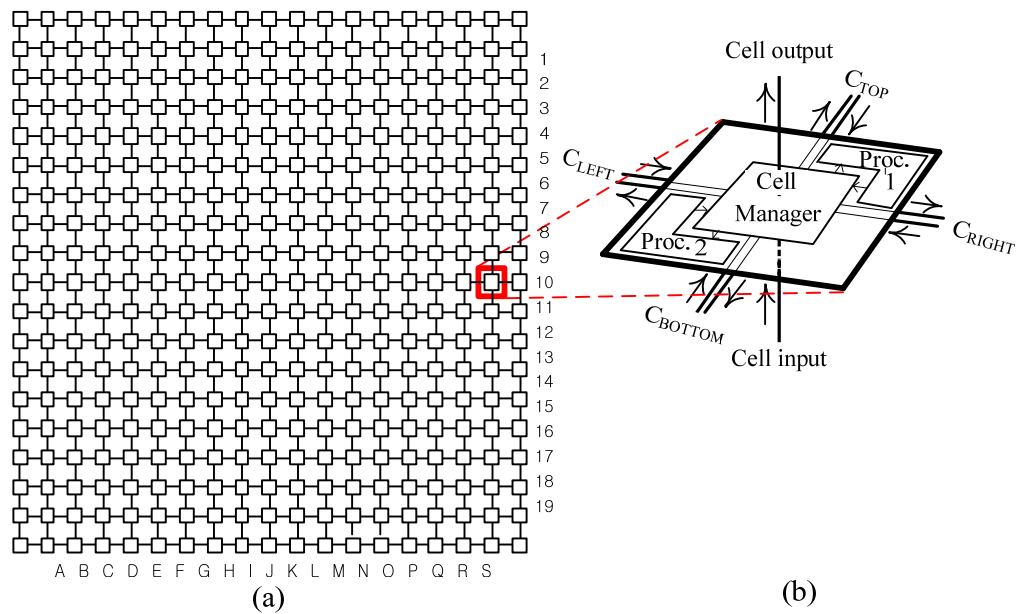 1
2
3
4
5
6
7
8
9
10
11
12
13
14
15
16
17
18
19
A B C D E F G H I J K L M N O P Q R S
(a)
Cell output
CTOP
CLEFT
Proc. 1
Cell
Manager
Proc. 2
CRIGHT
CBOTTOM
Cell input
(b)